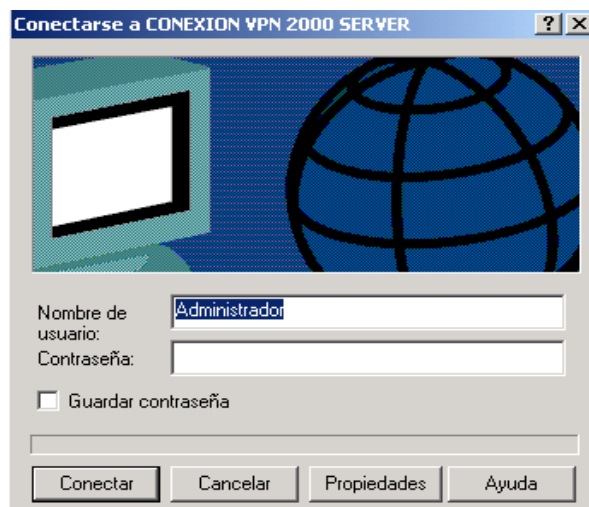 Conectarse a CONEXION VPN 2000 SERVER
Nombre de
usuario:
Administrador
Contraseña:
Guardar contraseña
Conectar Cancelar Propiedades Ayuda